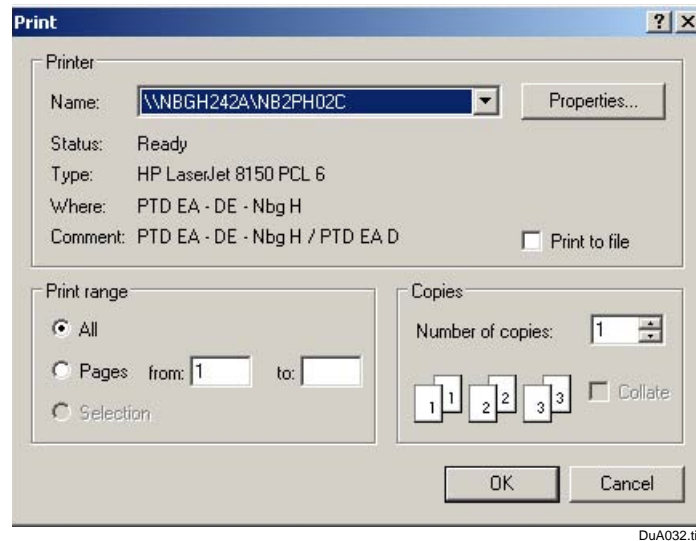 Print
Printer
Name: \\NBGH242A\NB2PH02C Properties...
Status: Ready
Type: HP LaserJet 8150 PCL 6
Where: PTD EA - DE - Nbg H
Comment: PTD EA - DE - Nbg H / PTD EA D Print to file
Print range
All
Pages from: 1 to:
Selection
Copies
Number of copies: 1
1 1 2 2 3 3 Collate
OK Cancel
DuA032.ti